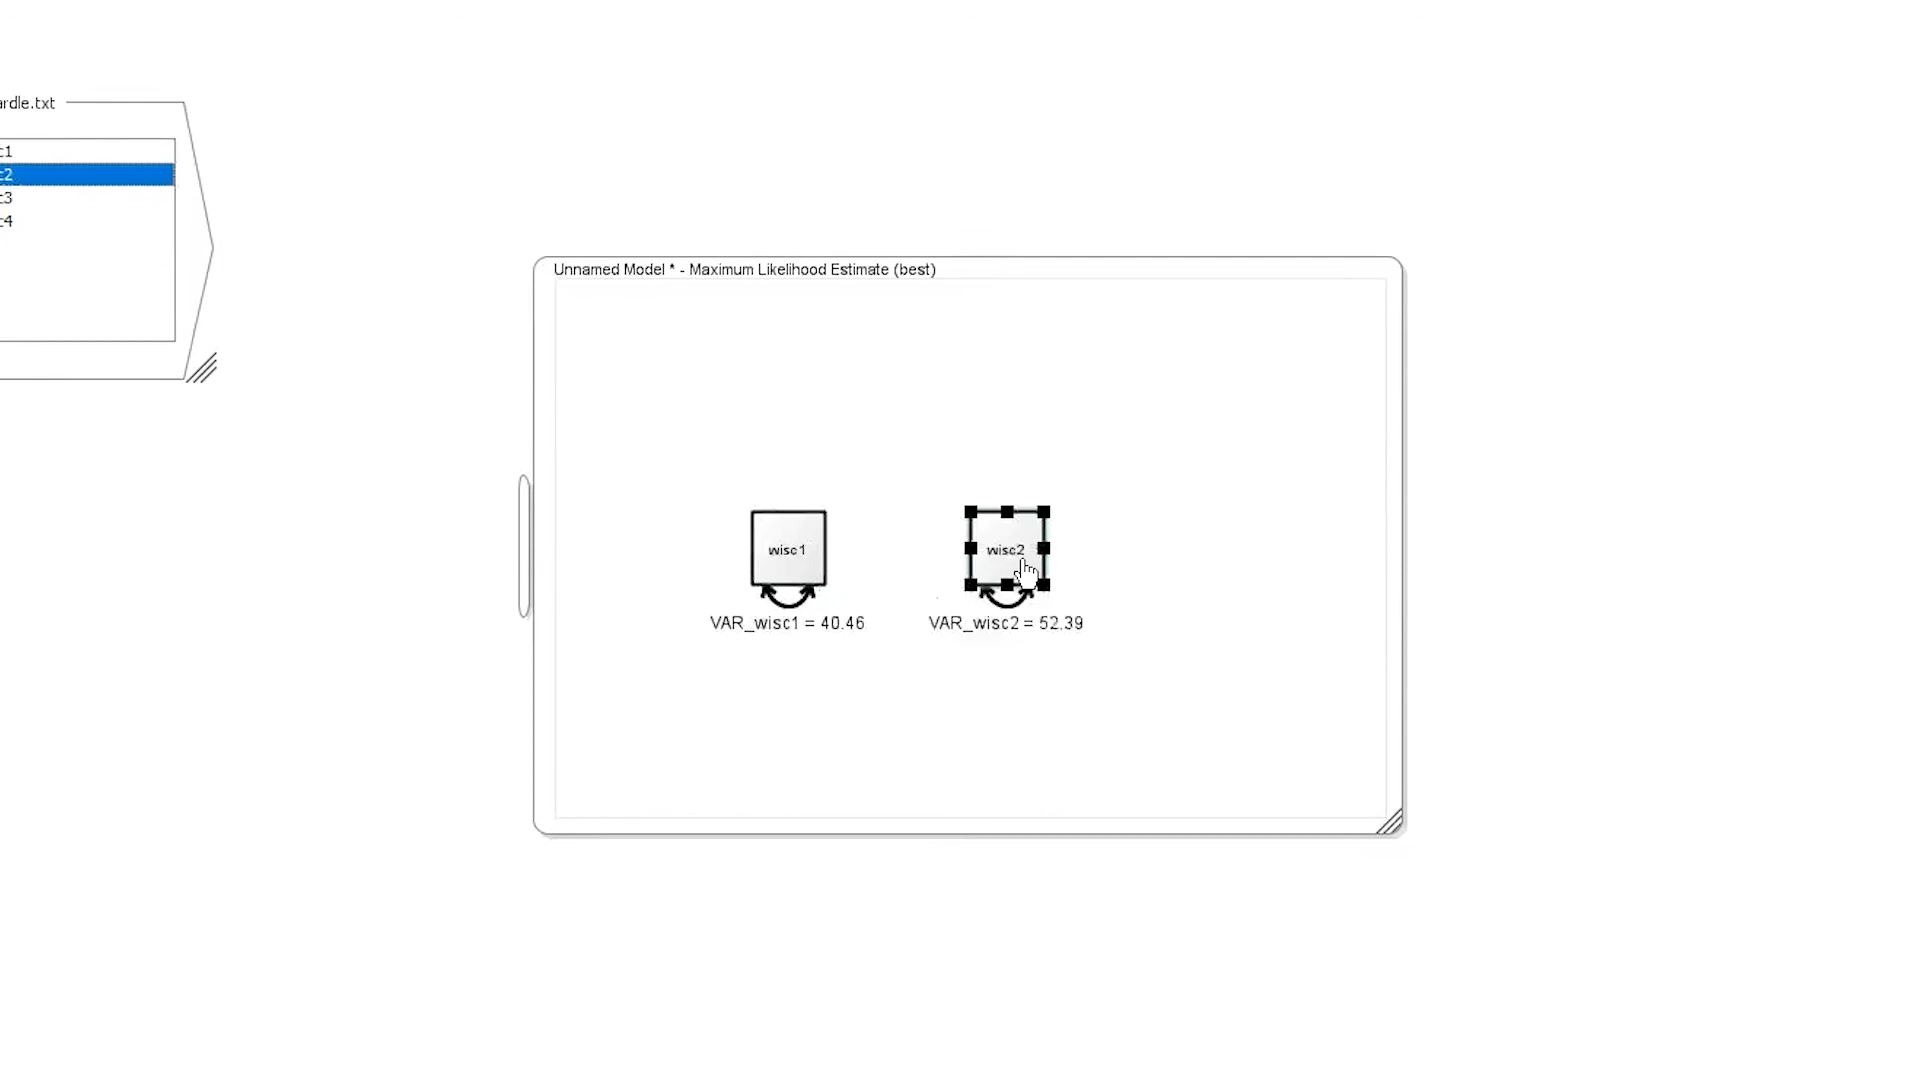 ardle.txt
c1
c2
c3
c4
Unnamed Model * - Maximum Likelihood Estimate (best)
wisc1
wisc2
VAR_wisc1 = 40.46
VAR_wisc2 = 52.39